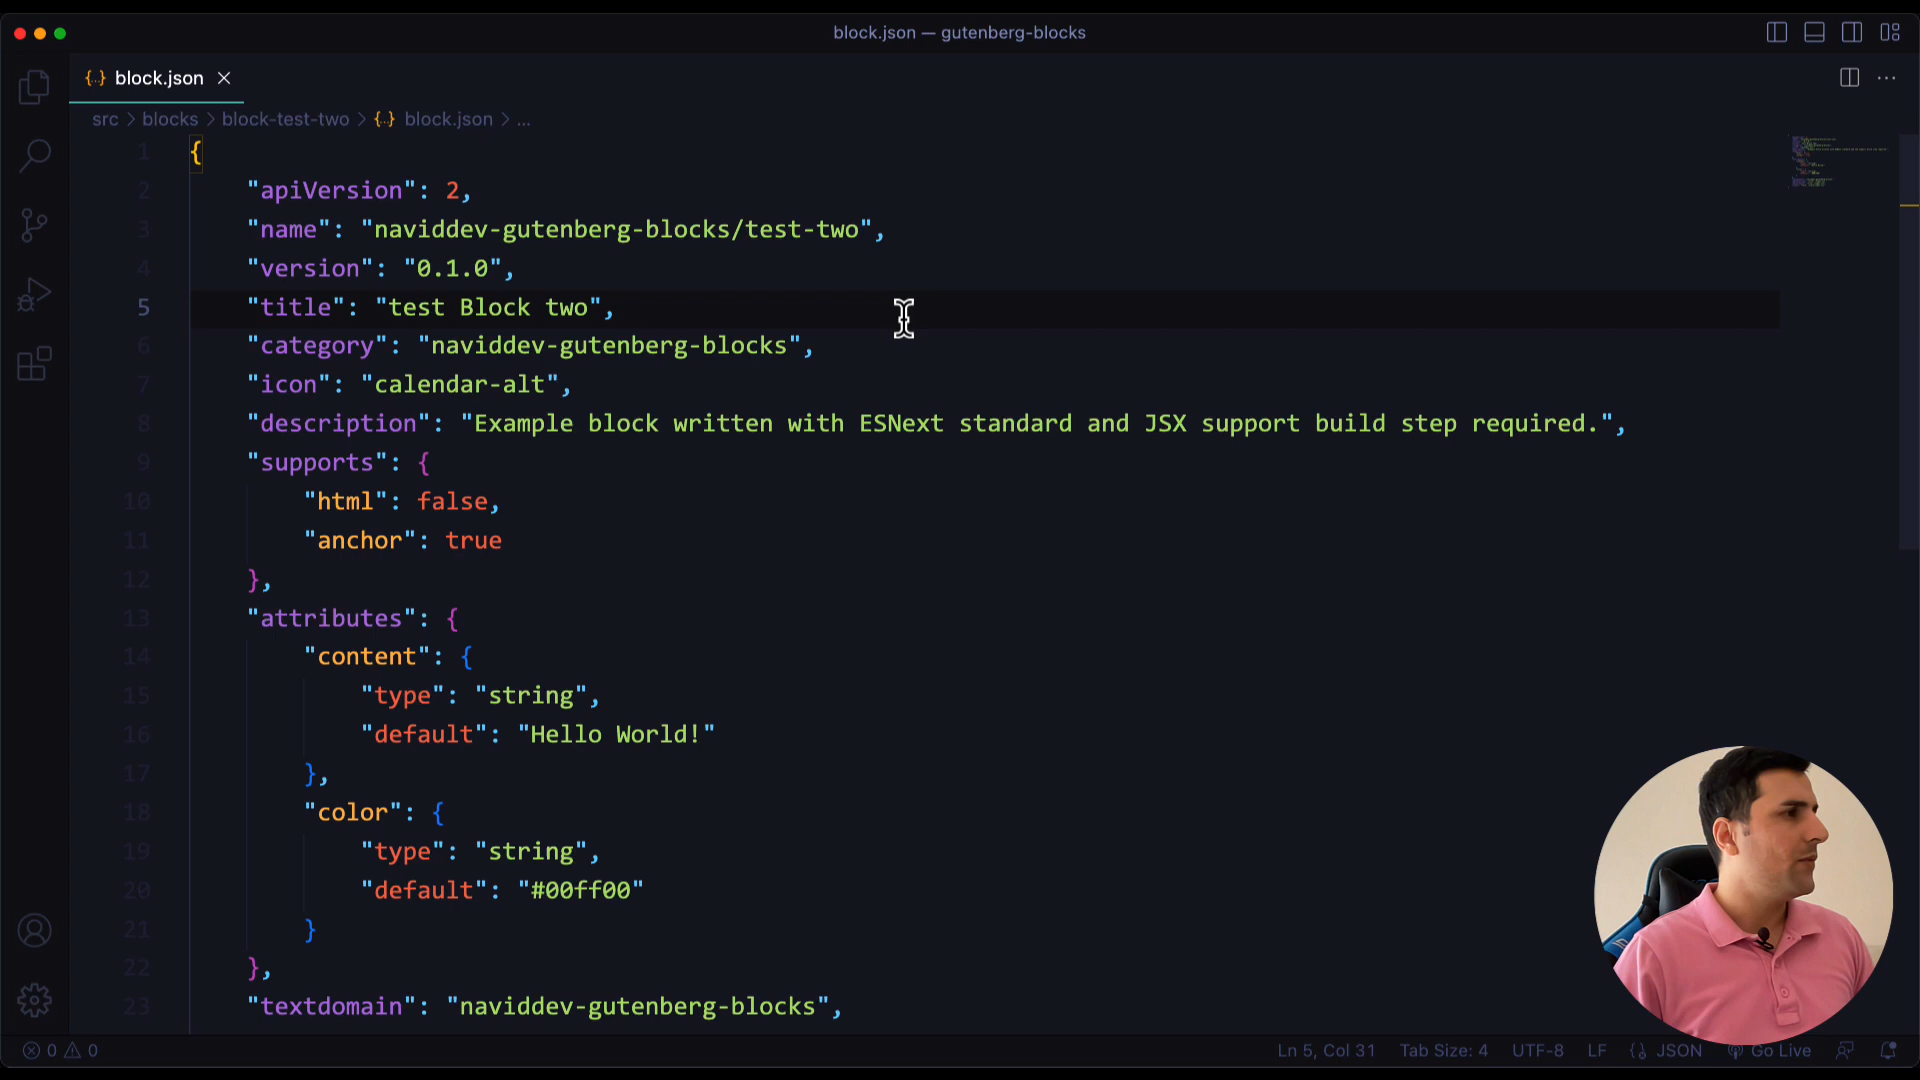 block.json — gutenberg-blocks
{..} block.json
src > blocks > block-test-two > {..} block.json > ...
1 {
2 "apiVersion": 2,
3 "name": "naviddev-gutenberg-blocks/test-two",
4 "version": "0.1.0",
5 "title": "test Block two",
6 "category": "naviddev-gutenberg-blocks",
7 "icon": "calendar-alt",
8 "description": "Example block written with ESNext standard and JSX support build step required.",
9 "supports": {
10 "html": false,
11 "anchor": true
12 },
13 "attributes": {
14 "content": {
15 "type": "string",
16 "default": "Hello World!"
17 },
18 "color": {
19 "type": "string",
20 "default": "#00ff00"
21 }
22 },
23 "textdomain": "naviddev-gutenberg-blocks",
0 0 Ln 5, Col 31 Tab Size: 4 UTF-8 LF JSON Go Live